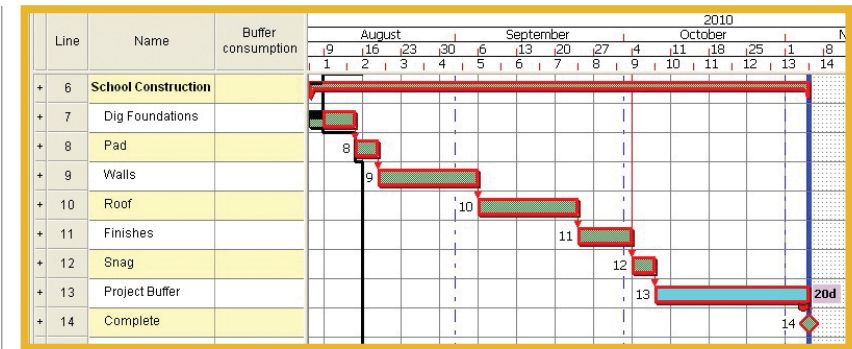 Line Name Buffer consumption
2010
August September October N
9 16 23 30 6 13 20 27 4 11 18 25 1 8
1 2 3 4 5 6 7 8 9 10 11 12 13 14
+ 6 School Construction
+ 7 Dig Foundations
+ 8 Pad 8
+ 9 Walls 9
+ 10 Roof 10
+ 11 Finishes 11
+ 12 Snag 12
+ 13 Project Buffer 13 20d
+ 14 Complete 14